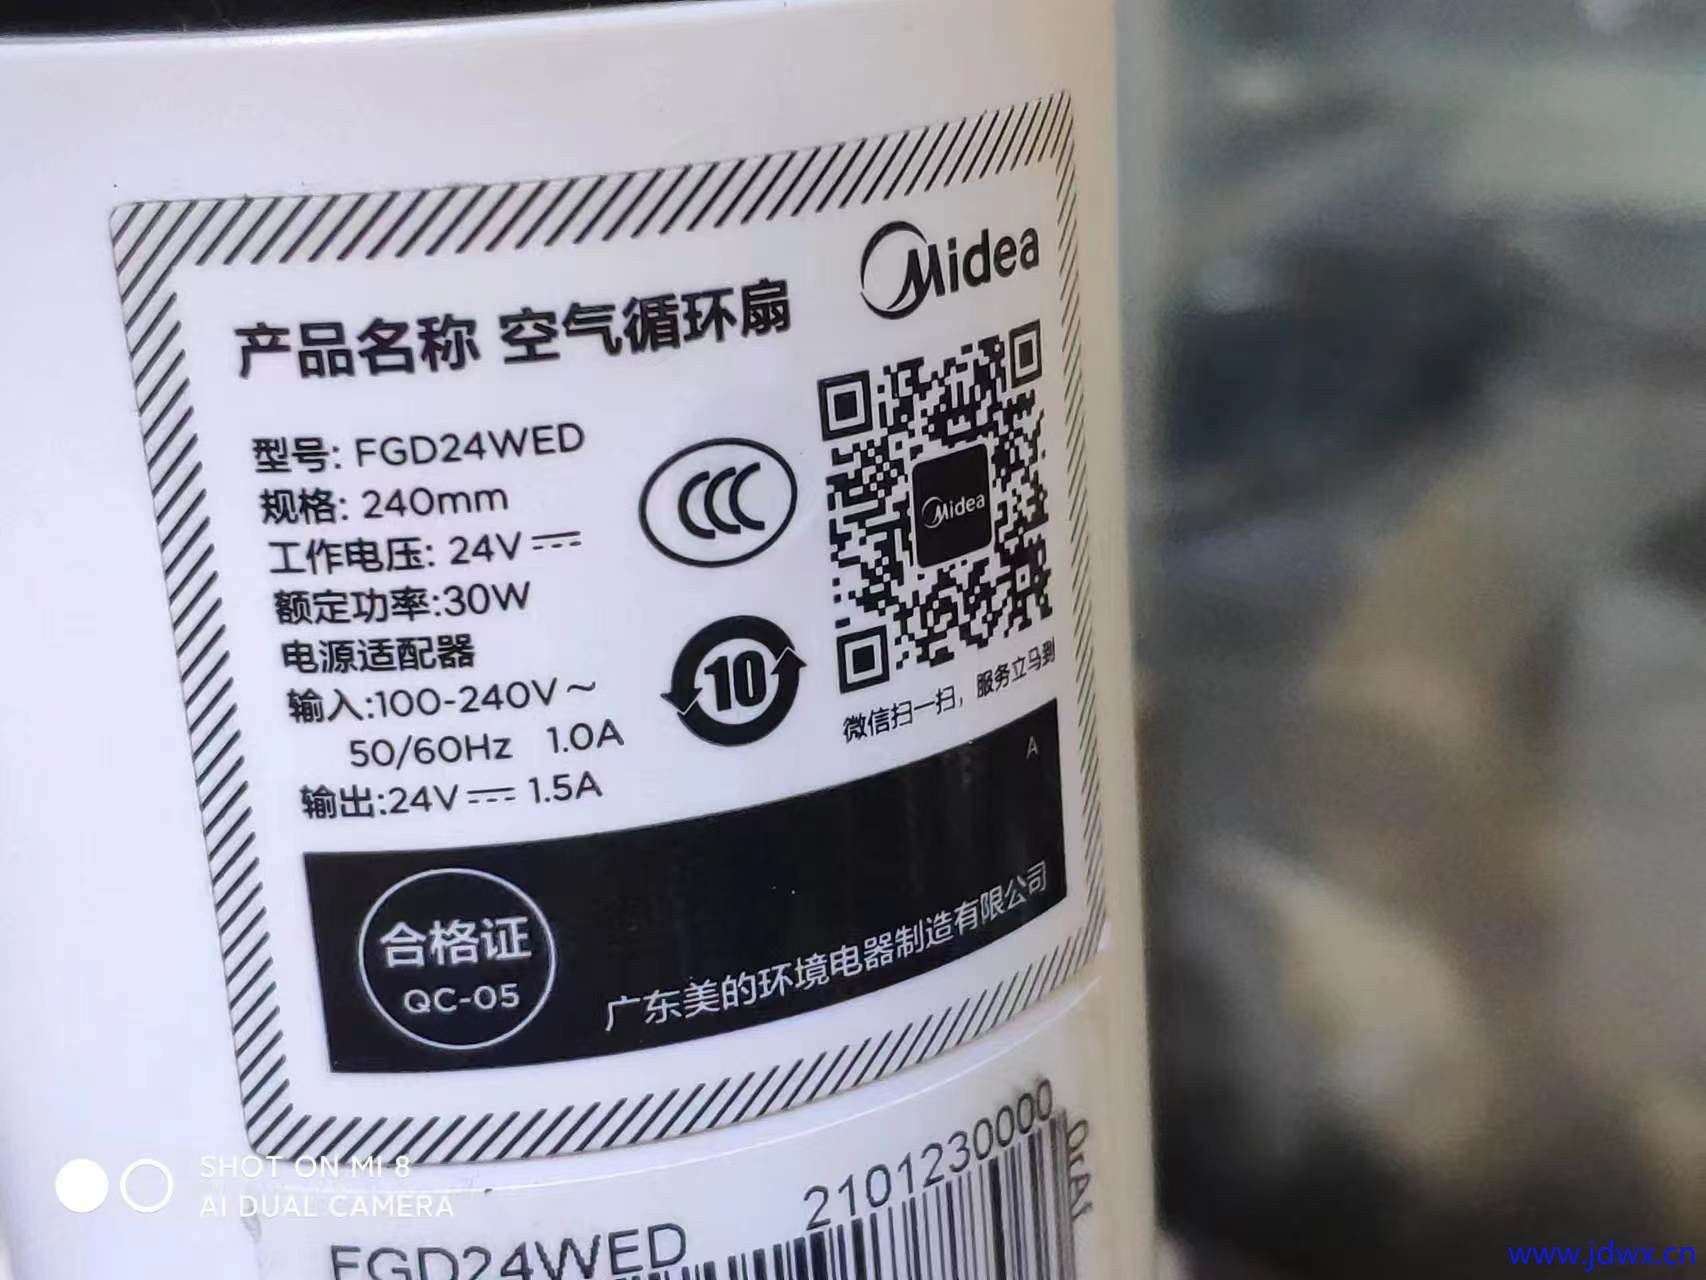 Midea
产品名称 空气循环扇
型号: FGD24WED
规格: 240mm
工作电压: 24V⎓
额定功率:30W
电源适配器
输入:100-240V~
50/60Hz 1.0A
输出:24V⎓1.5A
CCC
10
Midea
微信扫一扫，服务立马到
A
合格证
QC-05
广东美的环境电器制造有限公司
2101230000
FGD24WED
SHOT ON MI 8
AI DUAL CAMERA
www.jdwx.cn